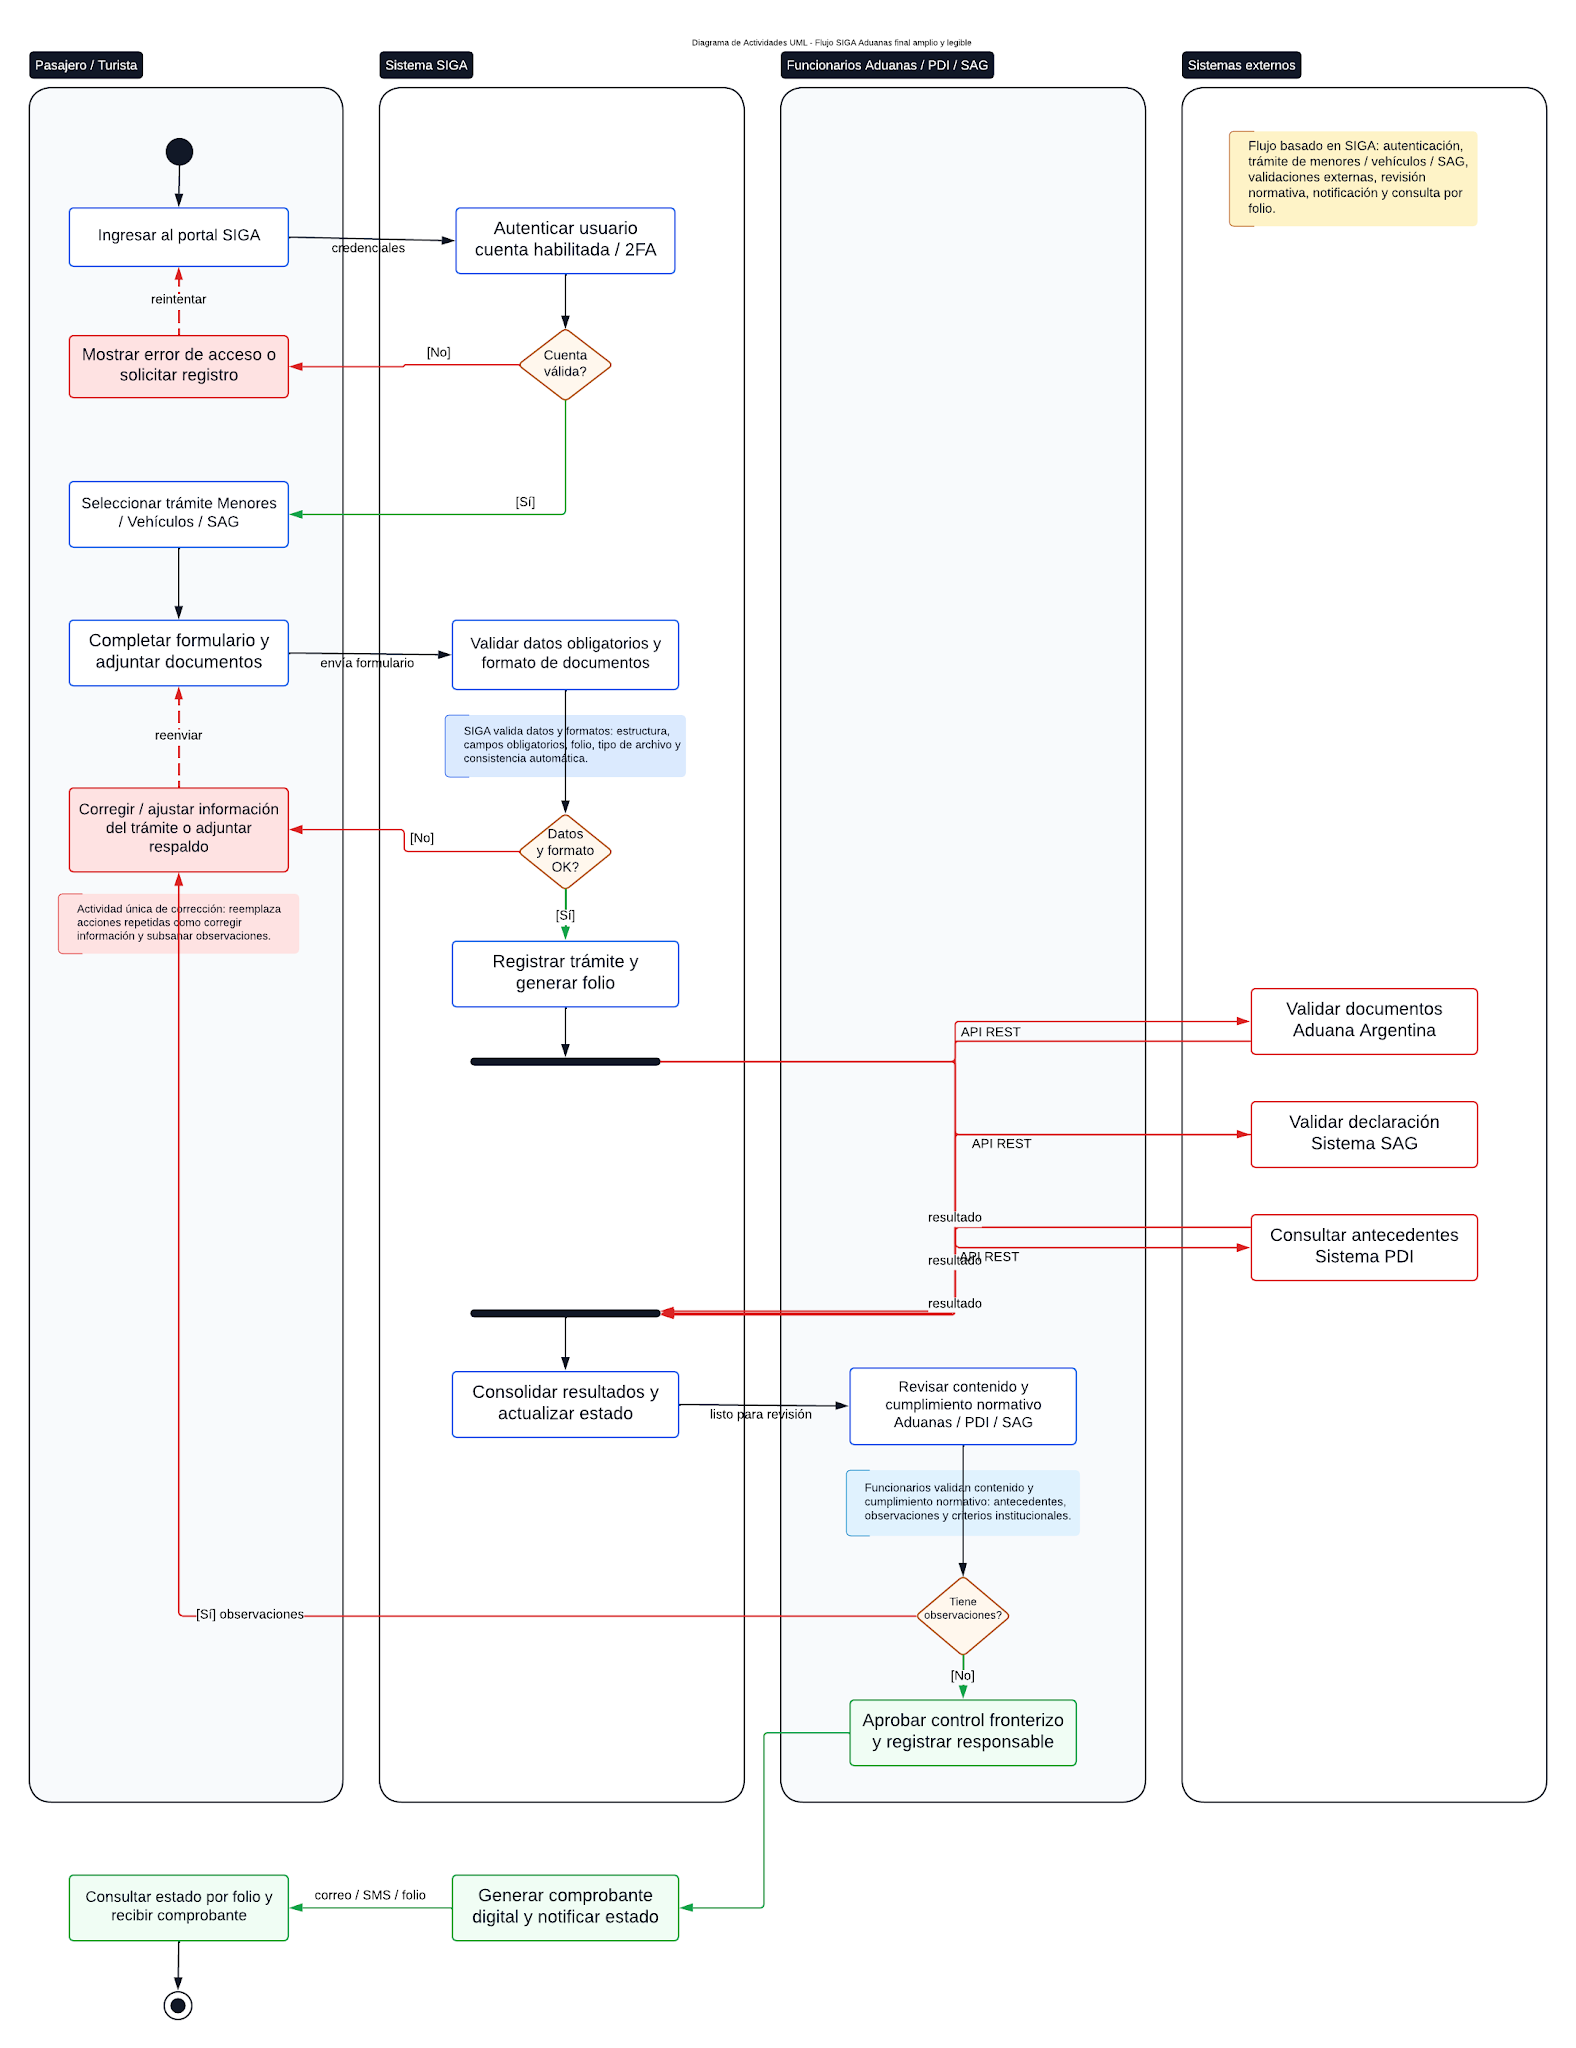 Diagrama de Actividades UML - Flujo SIGA Aduanas final amplio y legible
Pasajero / Turista
Sistema SIGA
Funcionarios Aduanas / PDI / SAG
Sistemas externos
Flujo basado en SIGA: autenticación,
trámite de menores / vehículos / SAG,
validaciones externas, revisión
normativa, notificación y consulta por
folio.
Ingresar al portal SIGA
credenciales
Autenticar usuario
cuenta habilitada / 2FA
reintentar
Mostrar error de acceso o
solicitar registro
[No]
Cuenta
válida?
Seleccionar trámite Menores
/ Vehículos / SAG
[Sí]
Completar formulario y
adjuntar documentos
envía formulario
Validar datos obligatorios y
formato de documentos
reenviar
SIGA valida datos y formatos: estructura,
campos obligatorios, folio, tipo de archivo y
consistencia automática.
Corregir / ajustar información
del trámite o adjuntar
respaldo
[No]
Datos
y formato
OK?
Actividad única de corrección: reemplaza
acciones repetidas como corregir
información y subsanar observaciones.
[Sí]
Registrar trámite y
generar folio
API REST
Validar documentos
Aduana Argentina
API REST
Validar declaración
Sistema SAG
resultado
API REST
resultado
Consultar antecedentes
Sistema PDI
resultado
Consolidar resultados y
actualizar estado
listo para revisión
Revisar contenido y
cumplimiento normativo
Aduanas / PDI / SAG
Funcionarios validan contenido y
cumplimiento normativo: antecedentes,
observaciones y criterios institucionales.
[Sí] observaciones
Tiene
observaciones?
[No]
Aprobar control fronterizo
y registrar responsable
Consultar estado por folio y
recibir comprobante
correo / SMS / folio
Generar comprobante
digital y notificar estado